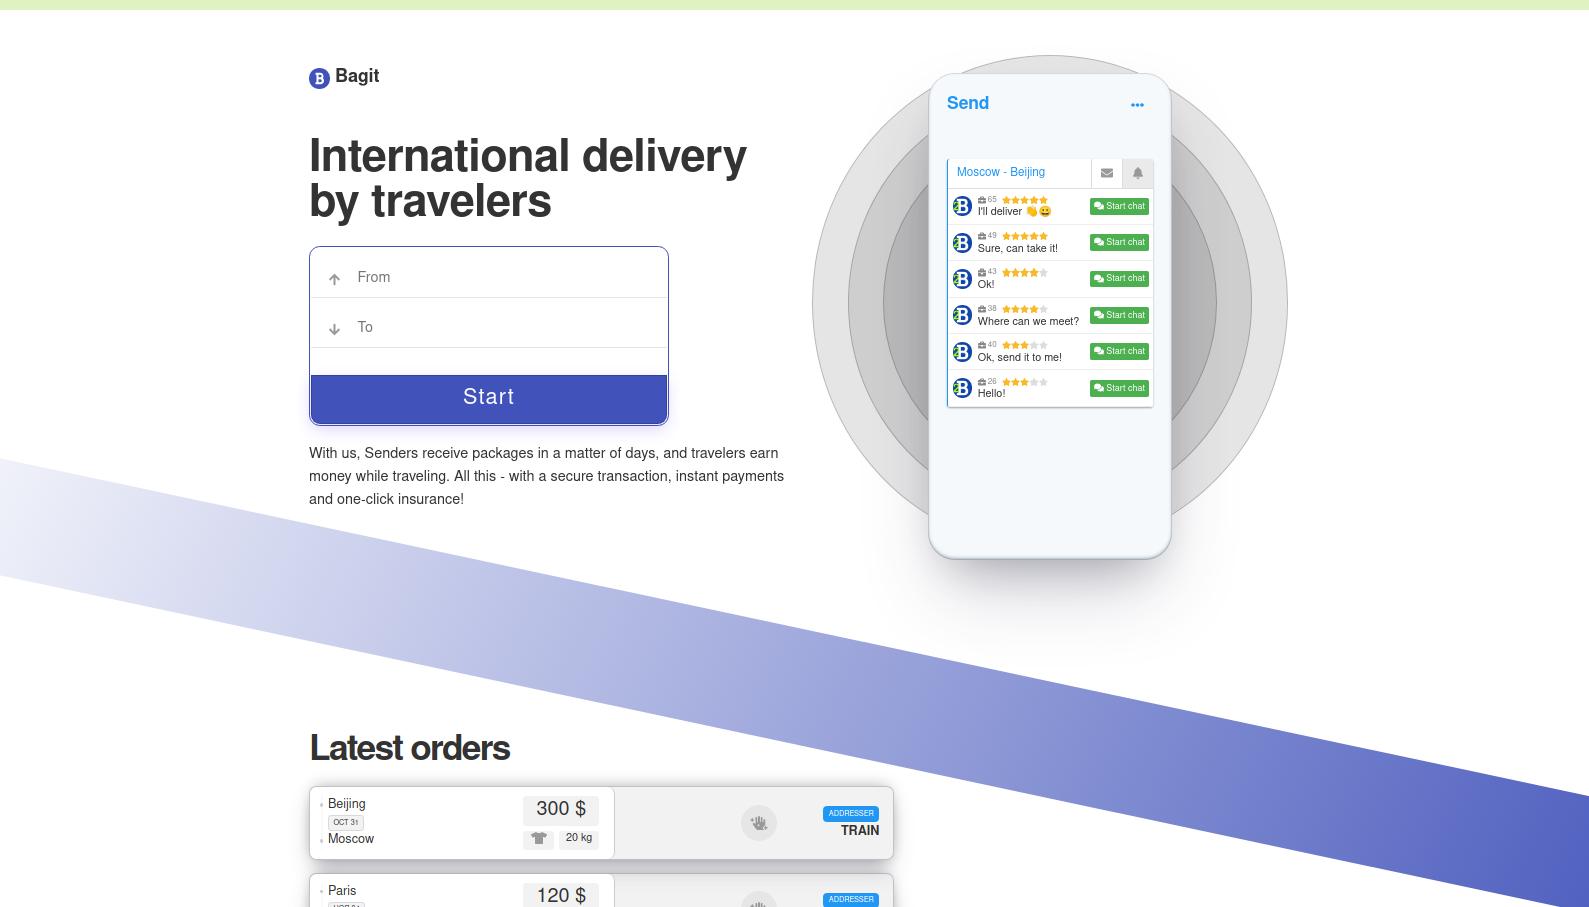 Bagit
International delivery
by travelers
From
To
Start
With us, Senders receive packages in a matter of days, and travelers earn
money while traveling. All this - with a secure transaction, instant payments
and one-click insurance!
Send
Moscow - Beijing
65
I'll deliver 👋😀
Start chat
49
Sure, can take it!
Start chat
43
Ok!
Start chat
38
Where can we meet?
Start chat
40
Ok, send it to me!
Start chat
26
Hello!
Start chat
Latest orders
Beijing
OCT 31
Moscow
300 $
20 kg
ADDRESSER
TRAIN
Paris
120 $
ADDRESSER